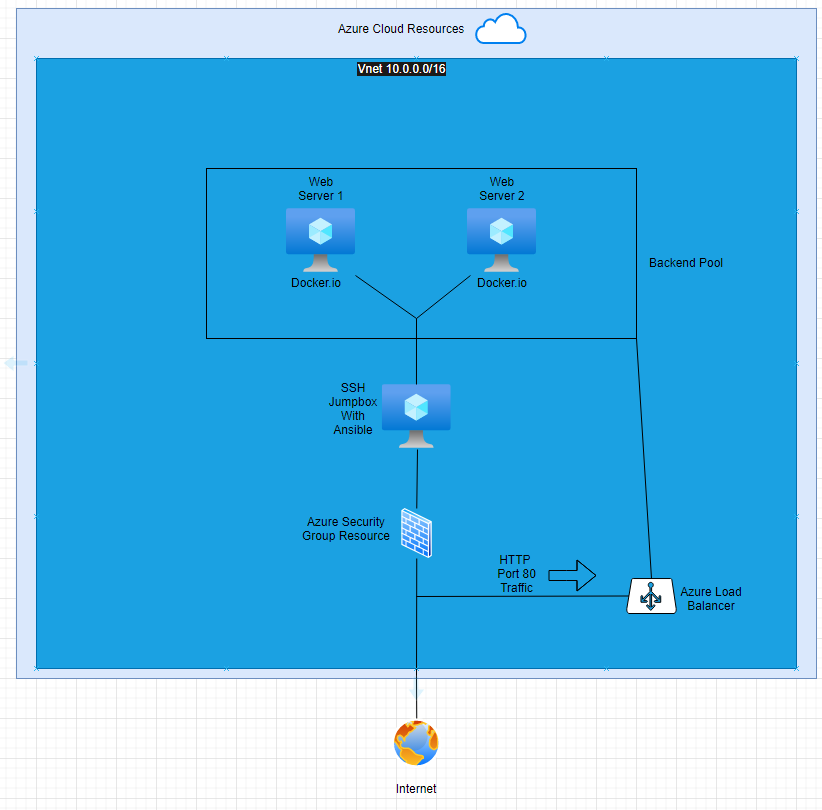 Azure Cloud Resources
Vnet 10.0.0.0/16
Web
Server 1
Web
Server 2
Docker.io
Docker.io
Backend Pool
SSH
Jumpbox
With
Ansible
Azure Security
Group Resource
HTTP
Port 80
Traffic
Azure Load
Balancer
Internet